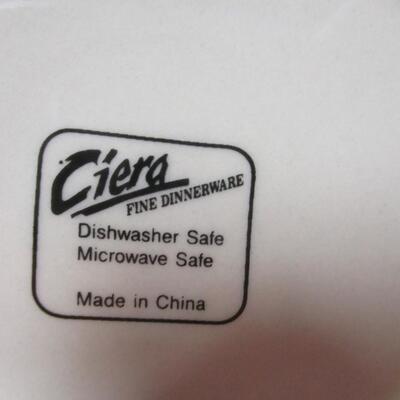 Ciera
FINE DINNERWARE
Dishwasher Safe
Microwave Safe
Made in China